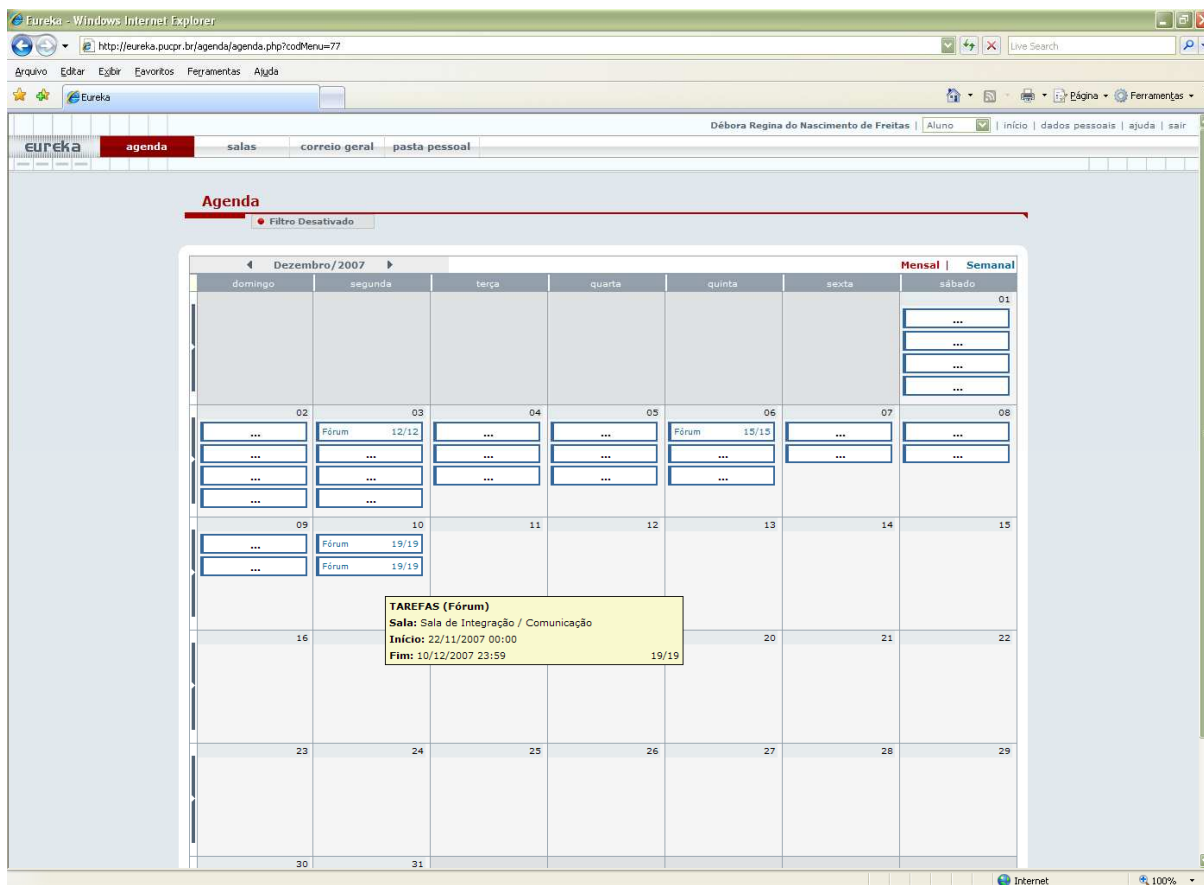 Eureka - Windows Internet Explorer
http://eureka.pucpr.br/agenda/agenda.php?codMenu=77
Live Search
Arquivo Editar Exibir Favoritos Ferramentas Ajuda
Eureka
Página Ferramentas
Débora Regina do Nascimento de Freitas | Aluno | início | dados pessoais | ajuda | sair
eureka agenda salas correio geral pasta pessoal
Agenda
Filtro Desativado
Dezembro/2007 Mensal | Semanal
domingo segunda terça quarta quinta sexta sábado
01
...
...
...
...
02 03 04 05 06 07 08
... Fórum 12/12 ... ... Fórum 15/15 ... ...
... ... ... ... ... ... ...
... ... ... ... ...
... ...
09 10 11 12 13 14 15
... Fórum 19/19
... Fórum 19/19
TAREFAS (Fórum)
Sala: Sala de Integração / Comunicação
Início: 22/11/2007 00:00
Fim: 10/12/2007 23:59 19/19
16 20 21 22
23 24 25 26 27 28 29
30 31
Internet 100%